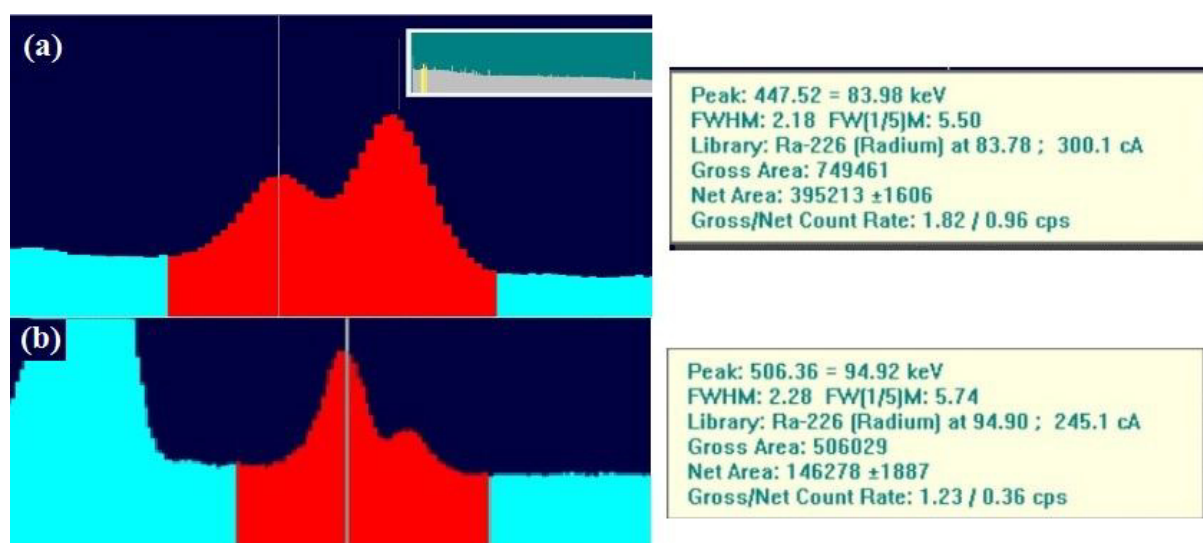 (a)
Peak: 447.52 = 83.98 keV
FWHM: 2.18 FW(1/5)M: 5.50
Library: Ra-226 (Radium) at 83.78 ; 300.1 cA
Gross Area: 749461
Net Area: 395213 ±1606
Gross/Net Count Rate: 1.82 / 0.96 cps
(b)
Peak: 506.36 = 94.92 keV
FWHM: 2.28 FW(1/5)M: 5.74
Library: Ra-226 (Radium) at 94.90 ; 245.1 cA
Gross Area: 506029
Net Area: 146278 ±1887
Gross/Net Count Rate: 1.23 / 0.36 cps